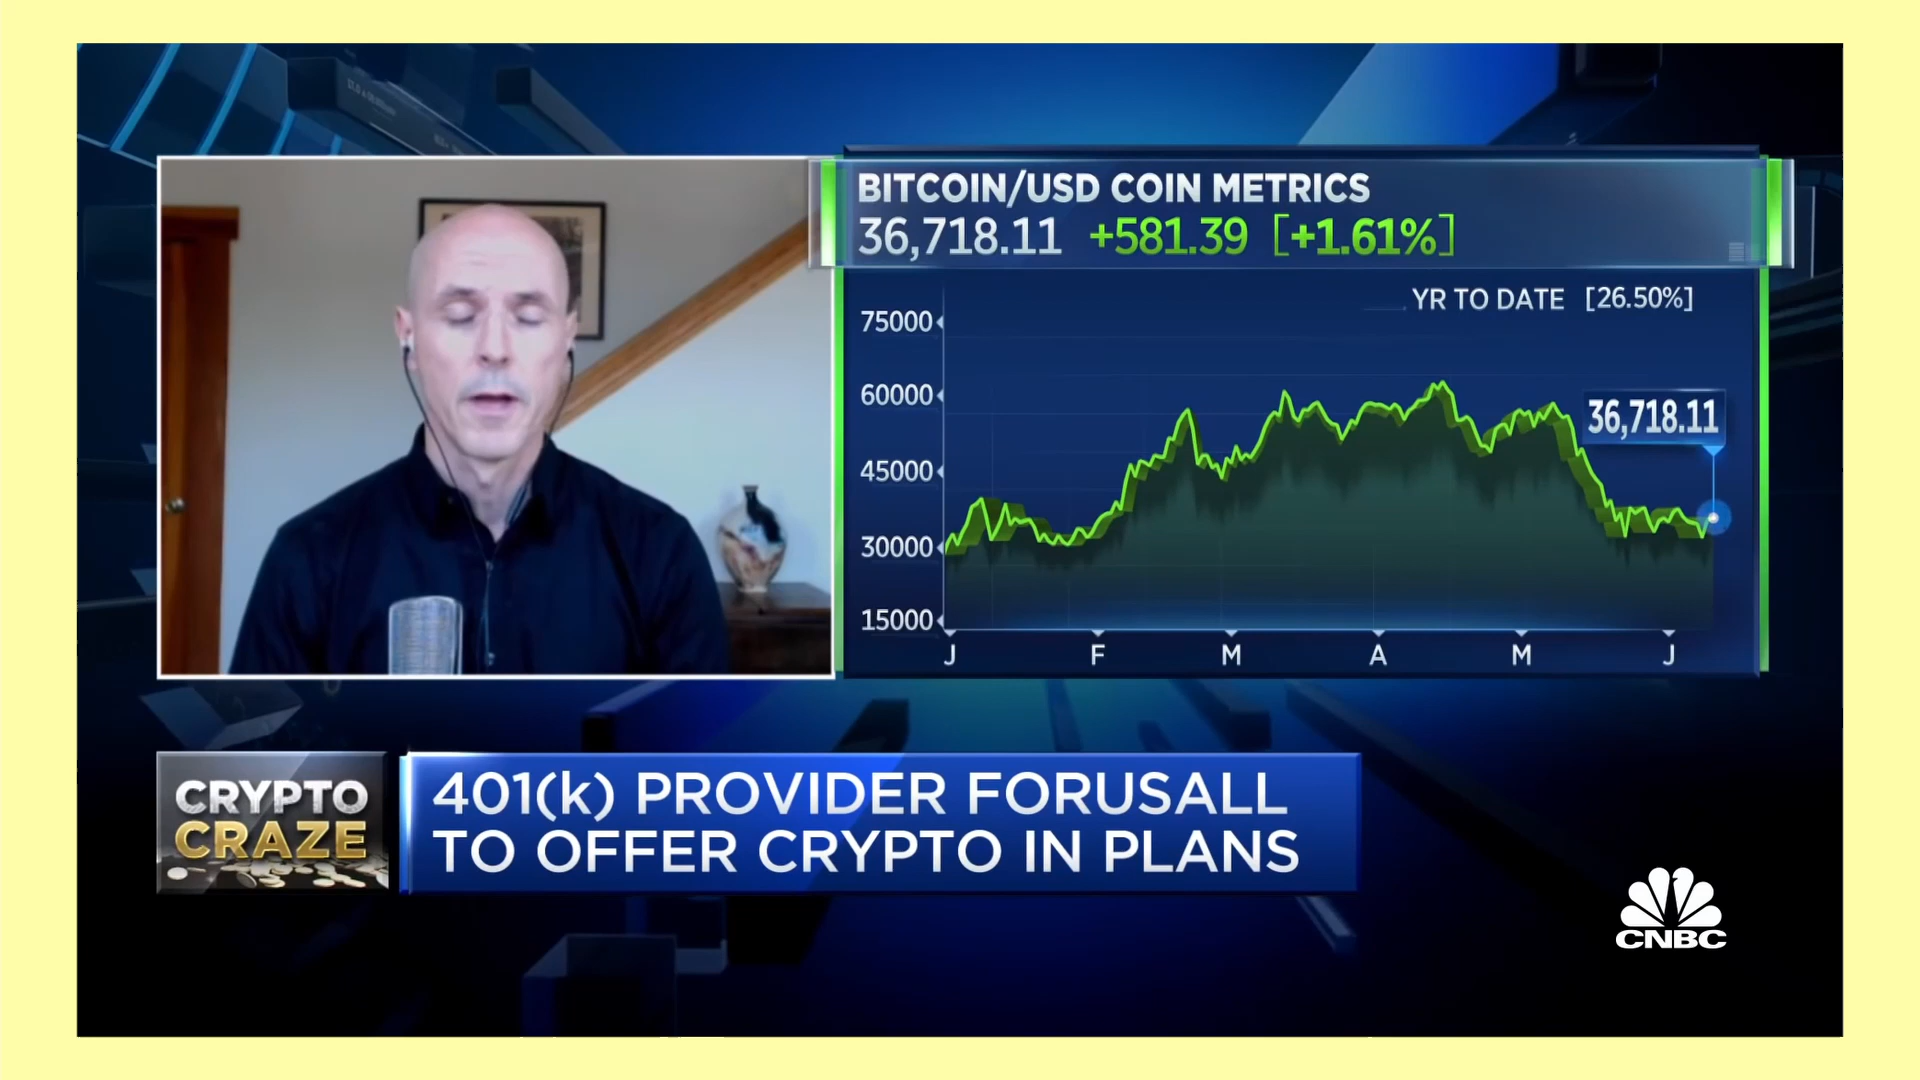 BITCOIN/USD COIN METRICS
36,718.11 +581.39 [+1.61%]
YR TO DATE [26.50%]
75000
60000
45000
30000
15000
36,718.11
J F M A M J
CRYPTO
CRAZE
401(k) PROVIDER FORUSALL
TO OFFER CRYPTO IN PLANS
CNBC